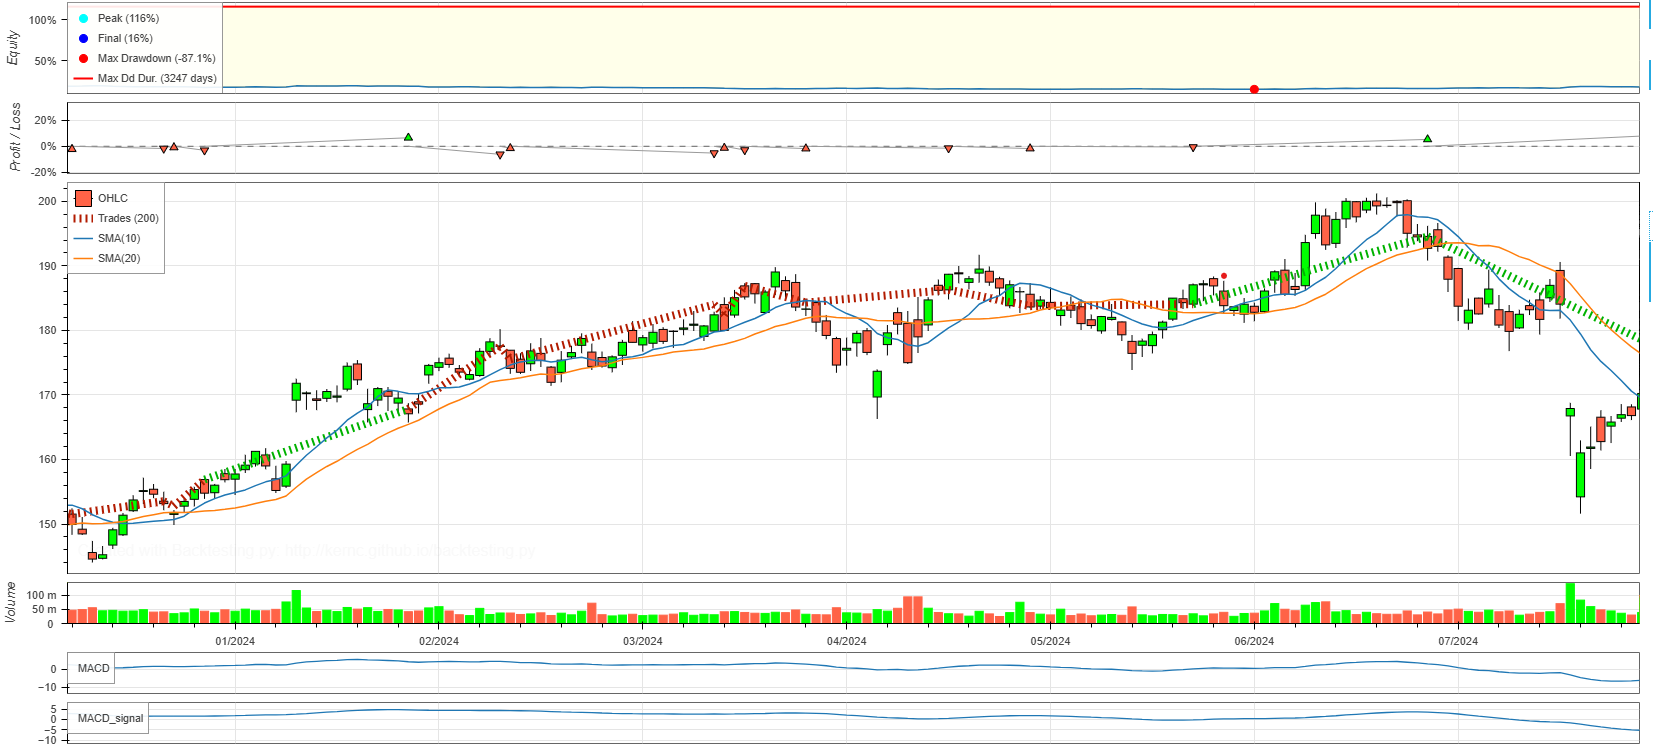 Equity
100%
50%
Peak (116%)
Final (16%)
Max Drawdown (-87.1%)
Max Dd Dur. (3247 days)
Profit / Loss
20%
0%
-20%
OHLC
Trades (200)
SMA(10)
SMA(20)
200
190
180
170
160
150
with Backtesting.py: http://kernc.github.io/backtesting.py
Volume
100 m
50 m
0
01/2024 02/2024 03/2024 04/2024 05/2024 06/2024 07/2024
MACD
0
−10
MACD_signal
5
0
−5
−10